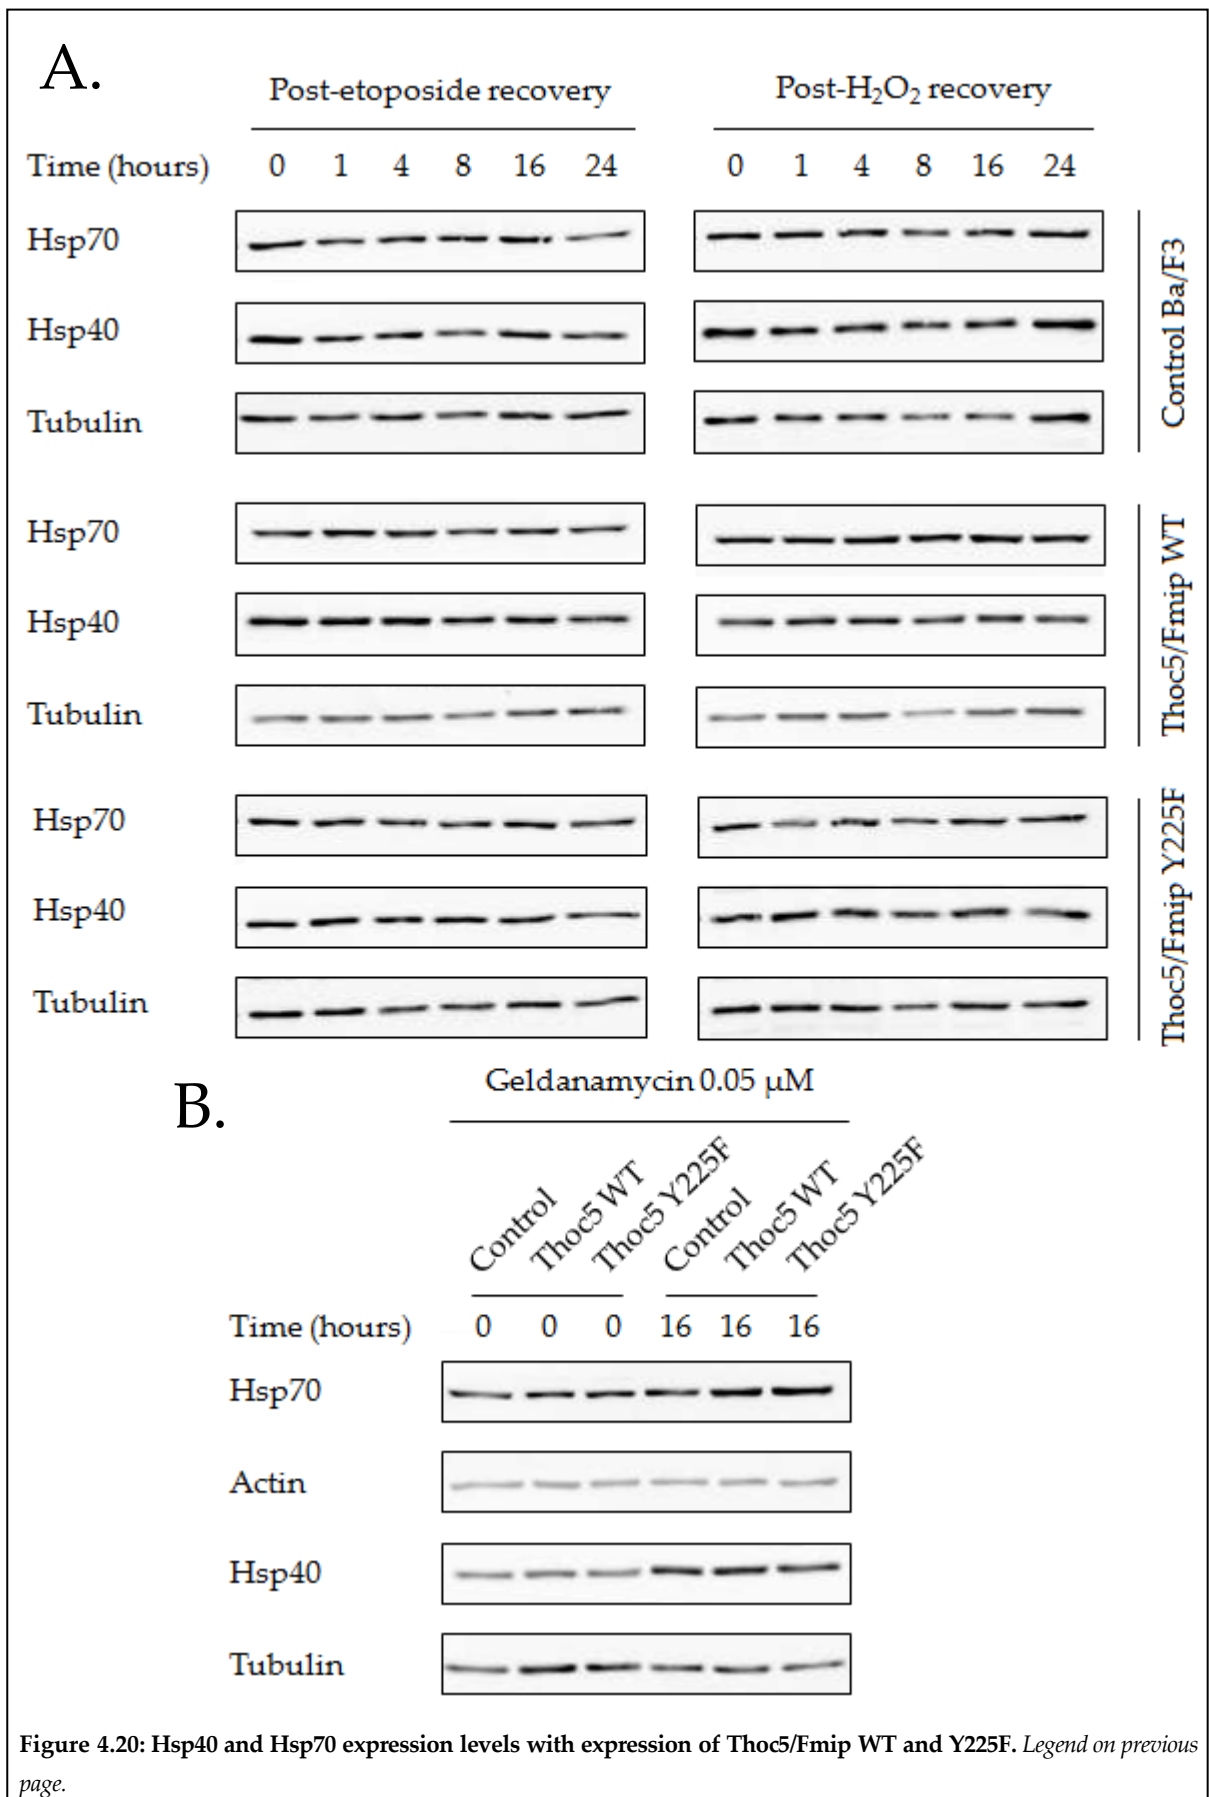 A.
Post-etoposide recovery
Post-H₂O₂ recovery
Time (hours) 0 1 4 8 16 24 0 1 4 8 16 24
Hsp70
Hsp40
Tubulin
Control Ba/F3
Hsp70
Hsp40
Tubulin
Thoc5/Fmip WT
Hsp70
Hsp40
Tubulin
Thoc5/Fmip Y225F
B.
Geldanamycin 0.05 µM
Control
Thoc5 WT
Thoc5 Y225F
Control
Thoc5 WT
Thoc5 Y225F
Time (hours) 0 0 0 16 16 16
Hsp70
Actin
Hsp40
Tubulin
Figure 4.20: Hsp40 and Hsp70 expression levels with expression of Thoc5/Fmip WT and Y225F. Legend on previous
page.